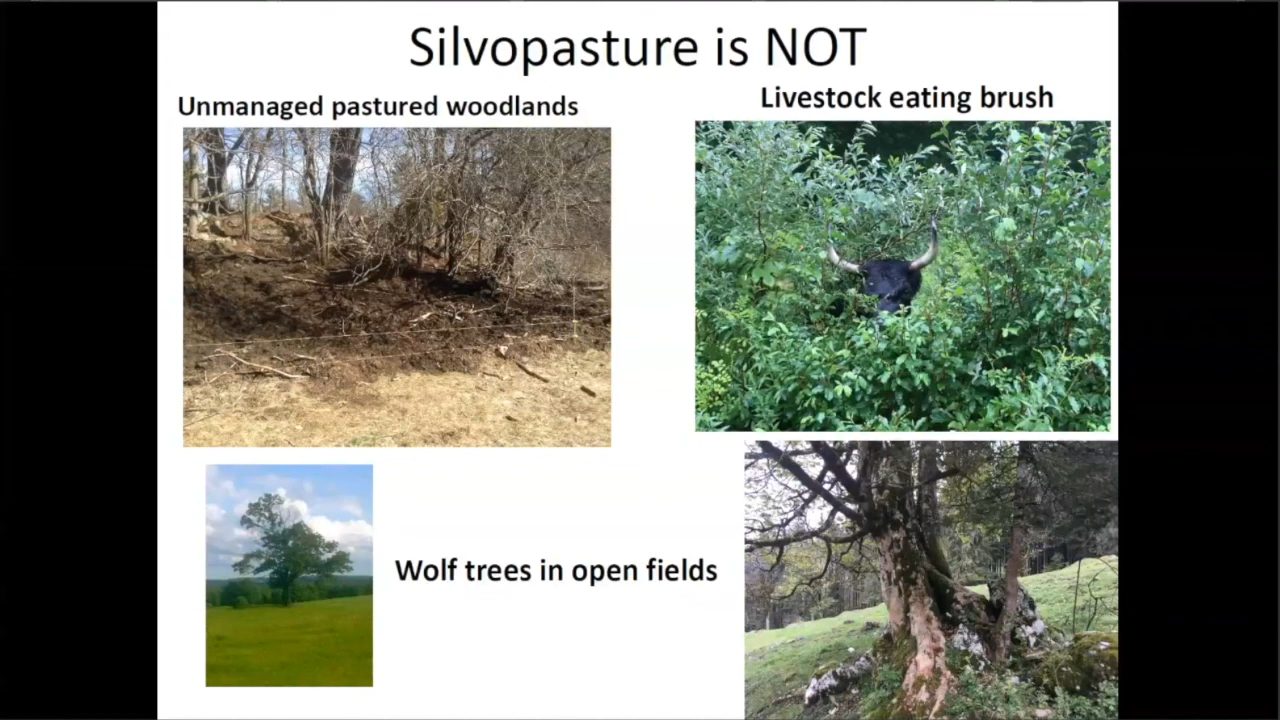 Silvopasture is NOT
Unmanaged pastured woodlands
Livestock eating brush
Wolf trees in open fields